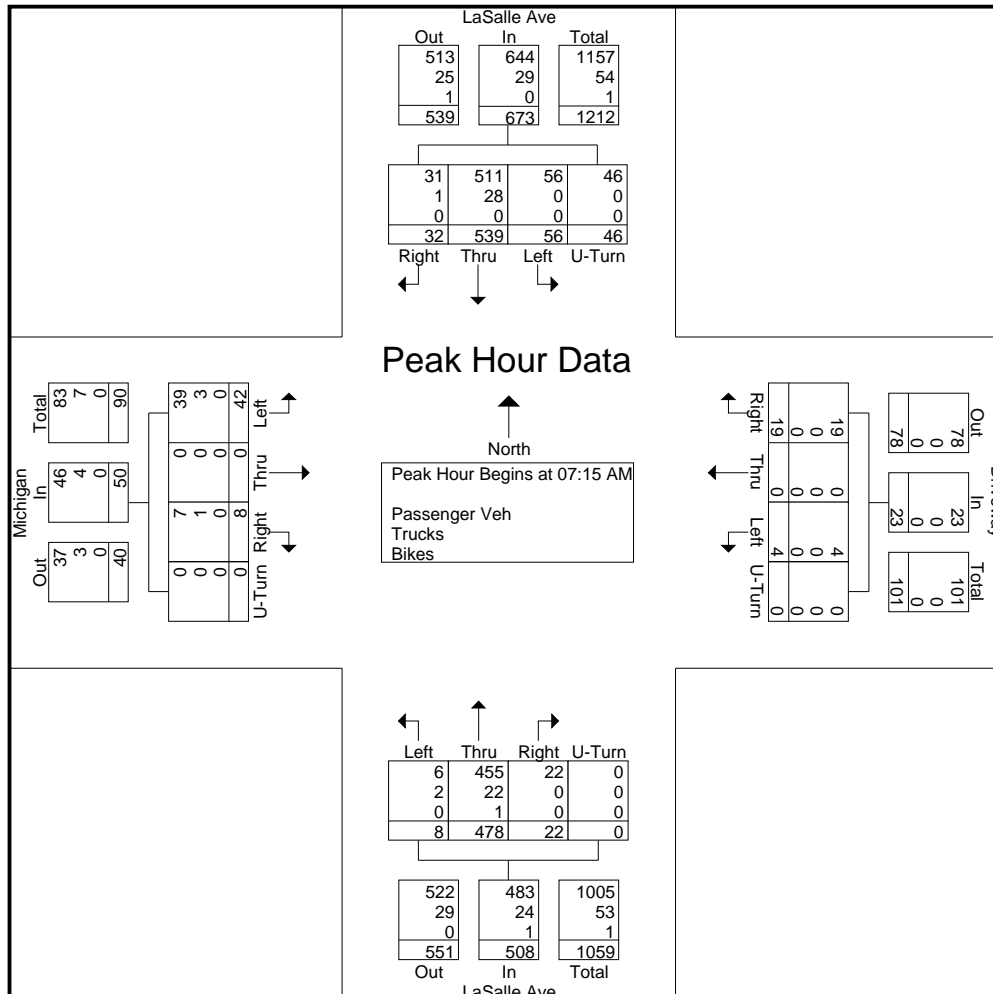 LaSalle Ave
Out In Total
513 644 1157
25 29 54
1 0 1
539 673 1212
31 511 56 46
1 28 0 0
0 0 0 0
32 539 56 46
Right Thru Left U-Turn
Peak Hour Data
North
Peak Hour Begins at 07:15 AM
Passenger Veh
Trucks
Bikes
Michigan
Out In Total
37 46 83
3 4 7
0 0 0
40 50 90
U-Turn Right Thru Left
0 7 0 39
0 1 0 3
0 0 0 0
0 8 0 42
Right Thru Left U-Turn
19 0 4 0
0 0 0 0
0 0 0 0
19 0 4 0
Out In Total
78 23 101
0 0 0
0 0 0
78 23 101
Left Thru Right U-Turn
6 455 22 0
2 22 0 0
0 1 0 0
8 478 22 0
522 483 1005
29 24 53
0 1 1
551 508 1059
Out In Total
LaSalle Ave